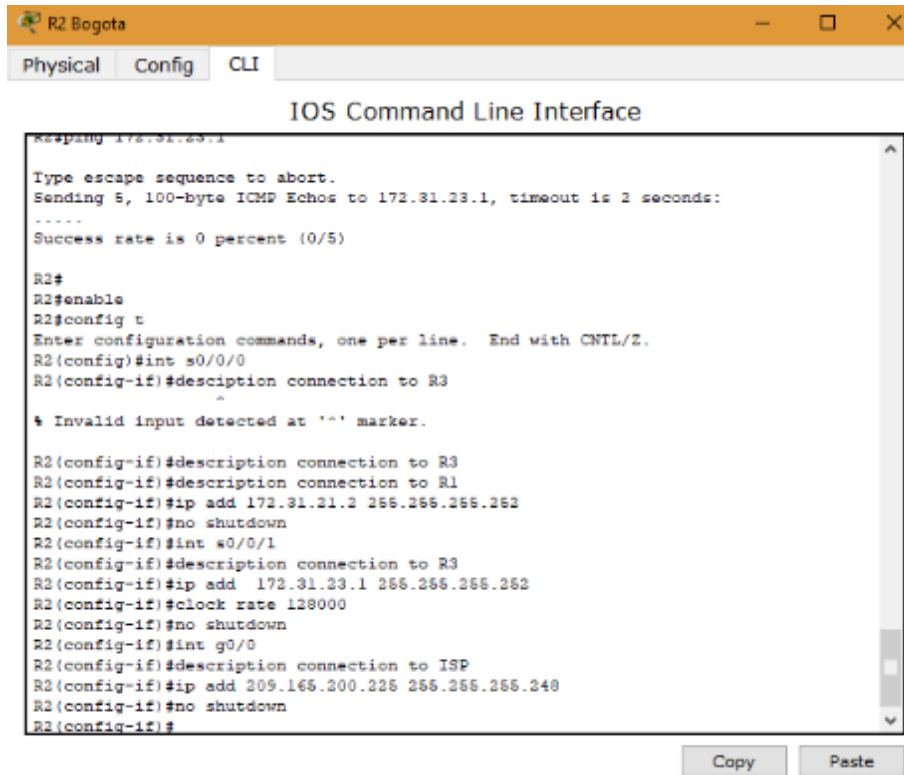 R2 Bogota
Physical Config CLI
IOS Command Line Interface
R2#ping 172.31.23.1
Type escape sequence to abort.
Sending 5, 100-byte ICMP Echos to 172.31.23.1, timeout is 2 seconds:
.....
Success rate is 0 percent (0/5)
R2#
R2#enable
R2#config t
Enter configuration commands, one per line.  End with CNTL/Z.
R2(config)#int s0/0/0
R2(config-if)#desciption connection to R3
^
% Invalid input detected at '^' marker.
R2(config-if)#description connection to R3
R2(config-if)#description connection to R1
R2(config-if)#ip add 172.31.21.2 255.255.255.252
R2(config-if)#no shutdown
R2(config-if)#int s0/0/1
R2(config-if)#description connection to R3
R2(config-if)#ip add  172.31.23.1 255.255.255.252
R2(config-if)#clock rate 128000
R2(config-if)#no shutdown
R2(config-if)#int g0/0
R2(config-if)#description connection to ISP
R2(config-if)#ip add 209.165.200.225 255.255.255.248
R2(config-if)#no shutdown
R2(config-if)#
Copy Paste